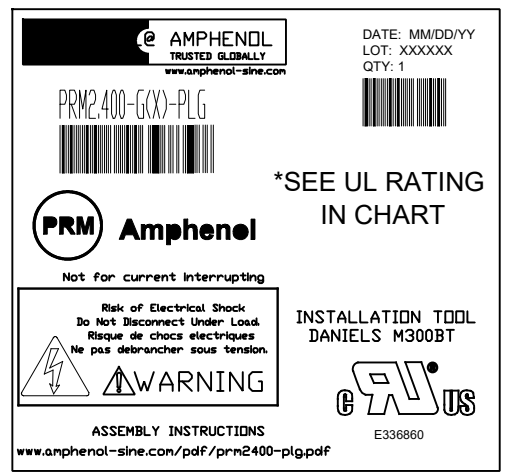 @ AMPHENOL
TRUSTED GLOBALLY
www.amphenol-sine.com
DATE: MM/DD/YY
LOT: XXXXXX
QTY: 1
PRM2,400-G(X)-PLG
*SEE UL RATING
IN CHART
PRM Amphenol
Not for current Interrupting
Risk of Electrical Shock
Do Not Disconnect Under Load.
Risque de chocs electriques
Ne pas debrancher sous tension.
WARNING
INSTALLATION TOOL
DANIELS M300BT
c RU ® US
E336860
ASSEMBLY INSTRUCTIONS
www.amphenol-sine.com/pdf/prm2400-plg.pdf